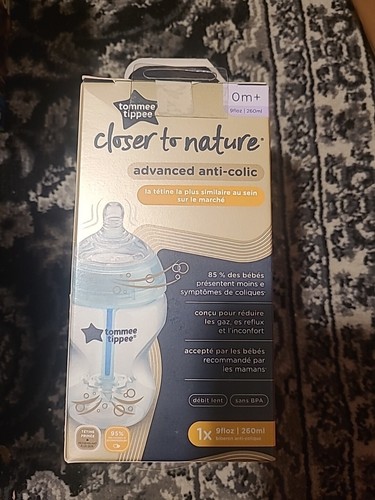 tommee
tippee
0m+
9floz | 260ml
closer to nature
advanced anti-colic
la tétine la plus similaire au sein
sur le marché
85 % des bébés
présentent moins e
symptômes de coliques
conçu pour réduire
les gaz, es reflux
et l'inconfort
tommee
tippee
accepté par les bébés
recommandé par
les mamans
débit lent
sans BPA
93%
1x
9floz | 260ml